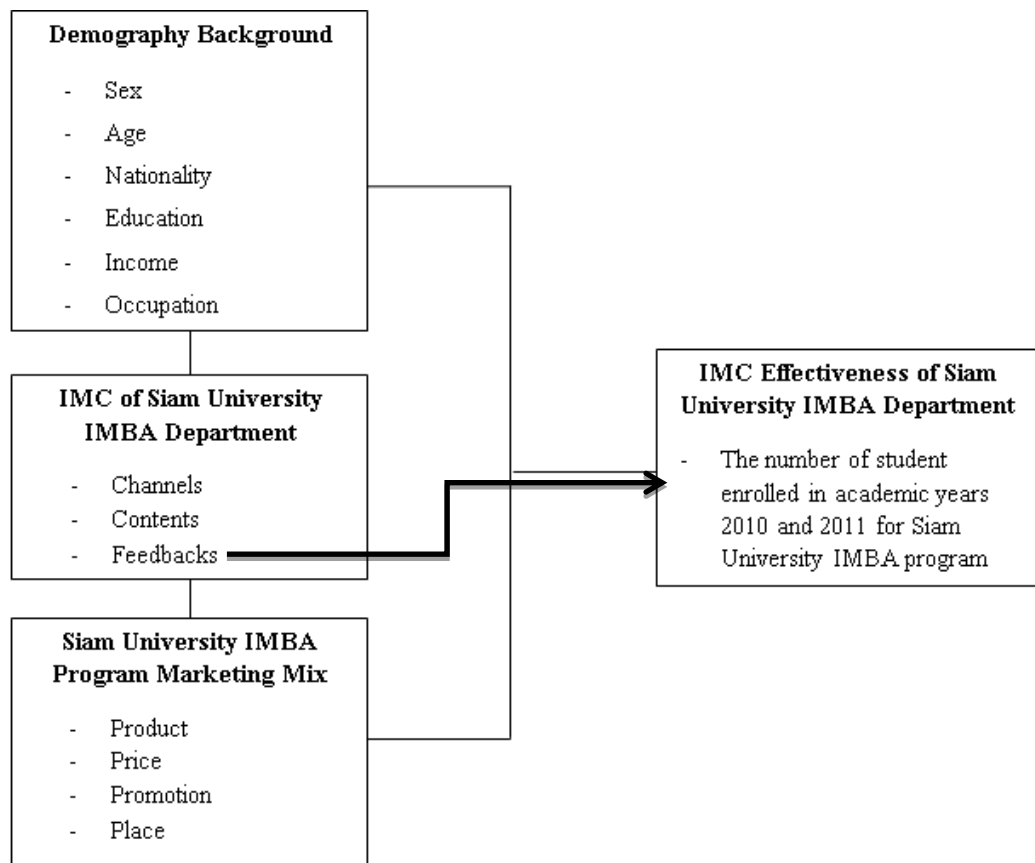 Demography Background
- Sex
- Age
- Nationality
- Education
- Income
- Occupation
IMC of Siam University
IMBA Department
- Channels
- Contents
- Feedbacks
Siam University IMBA
Program Marketing Mix
- Product
- Price
- Promotion
- Place
IMC Effectiveness of Siam
University IMBA Department
- The number of student
enrolled in academic years
2010 and 2011 for Siam
University IMBA program